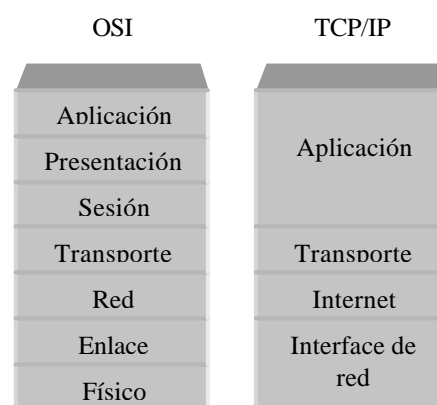 OSI
TCP/IP
Aplicación
Presentación
Sesión
Transporte
Red
Enlace
Físico
Aplicación
Transporte
Internet
Interface de
red